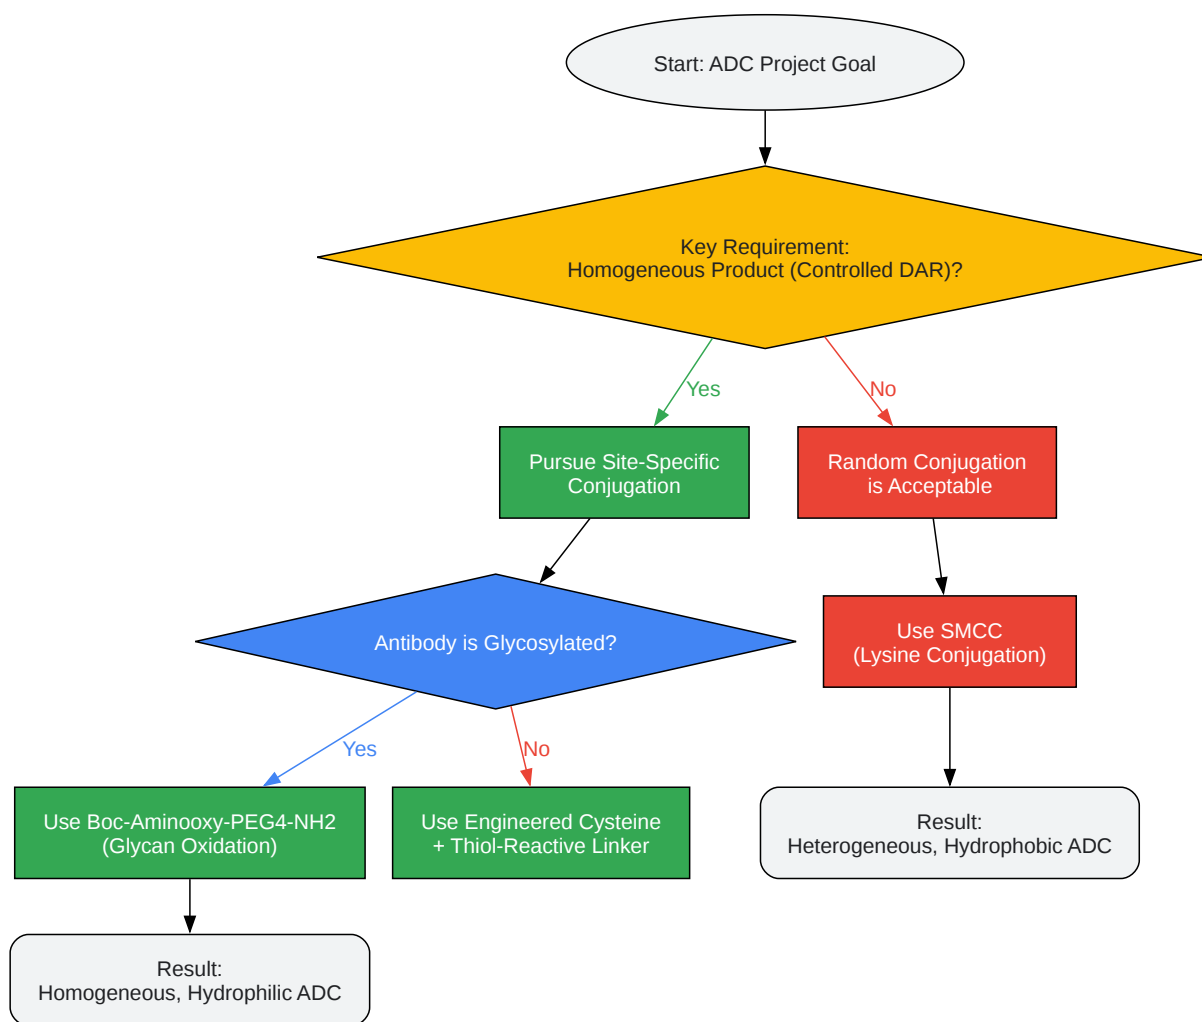 Start: ADC Project Goal
Key Requirement:
Homogeneous Product (Controlled DAR)?
Yes
No
Pursue Site-Specific
Conjugation
Random Conjugation
is Acceptable
Antibody is Glycosylated?
Use SMCC
(Lysine Conjugation)
Yes
No
Use Boc-Aminooxy-PEG4-NH2
(Glycan Oxidation)
Use Engineered Cysteine
+ Thiol-Reactive Linker
Result:
Heterogeneous, Hydrophobic ADC
Result:
Homogeneous, Hydrophilic ADC